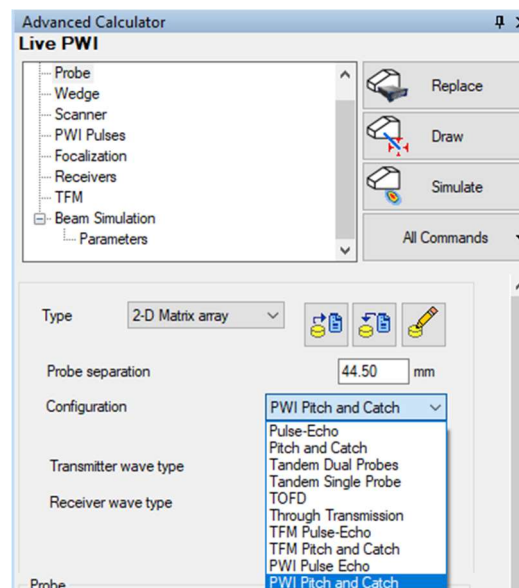 Advanced Calculator
Live PWI
Probe
Wedge
Scanner
PWI Pulses
Focalization
Receivers
TFM
Beam Simulation
Parameters
Replace
Draw
Simulate
All Commands
Type 2-D Matrix array
Probe separation 44.50 mm
Configuration PWI Pitch and Catch
Pulse-Echo
Pitch and Catch
Tandem Dual Probes
Tandem Single Probe
TOFD
Through Transmission
TFM Pulse-Echo
TFM Pitch and Catch
PWI Pulse Echo
PWI Pitch and Catch
Transmitter wave type
Receiver wave type
Probe